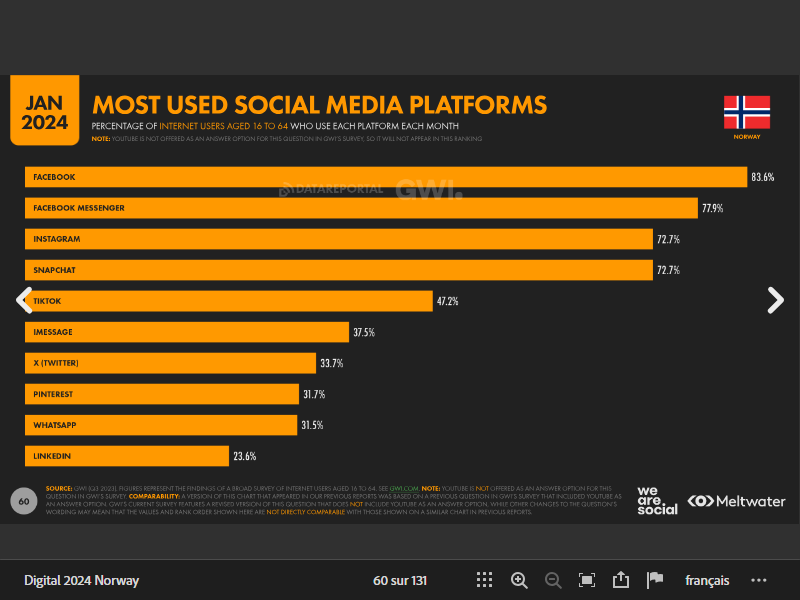 JAN
2024
MOST USED SOCIAL MEDIA PLATFORMS
PERCENTAGE OF INTERNET USERS AGED 16 TO 64 WHO USE EACH PLATFORM EACH MONTH
NOTE: YOUTUBE IS NOT OFFERED AS AN ANSWER OPTION FOR THIS QUESTION IN GWI'S SURVEY, SO IT WILL NOT APPEAR IN THIS RANKING
NORWAY
FACEBOOK 83.6%
DATAREPORTAL GWI.
FACEBOOK MESSENGER 77.9%
INSTAGRAM 72.7%
SNAPCHAT 72.7%
TIKTOK 47.2%
IMESSAGE 37.5%
X (TWITTER) 33.7%
PINTEREST 31.7%
WHATSAPP 31.5%
LINKEDIN 23.6%
60
SOURCE: GWI (Q3 2023). FIGURES REPRESENT THE FINDINGS OF A BROAD SURVEY OF INTERNET USERS AGED 16 TO 64. SEE GWI.COM. NOTE: YOUTUBE IS NOT OFFERED AS AN ANSWER OPTION FOR THIS
QUESTION IN GWI'S SURVEY. COMPARABILITY: A VERSION OF THIS CHART THAT APPEARED IN OUR PREVIOUS REPORTS WAS BASED ON A PREVIOUS QUESTION IN GWI'S SURVEY THAT INCLUDED YOUTUBE AS
AN ANSWER OPTION. GWI'S CURRENT SURVEY FEATURES A REVISED VERSION OF THIS QUESTION THAT DOES NOT INCLUDE YOUTUBE AS AN ANSWER OPTION, WHILE OTHER CHANGES TO THE QUESTION'S
WORDING MAY MEAN THAT THE VALUES AND RANK ORDER SHOWN HERE ARE NOT DIRECTLY COMPARABLE WITH THOSE SHOWN ON A SIMILAR CHART IN PREVIOUS REPORTS.
we
are.
social
Meltwater
Digital 2024 Norway
60 sur 131
français